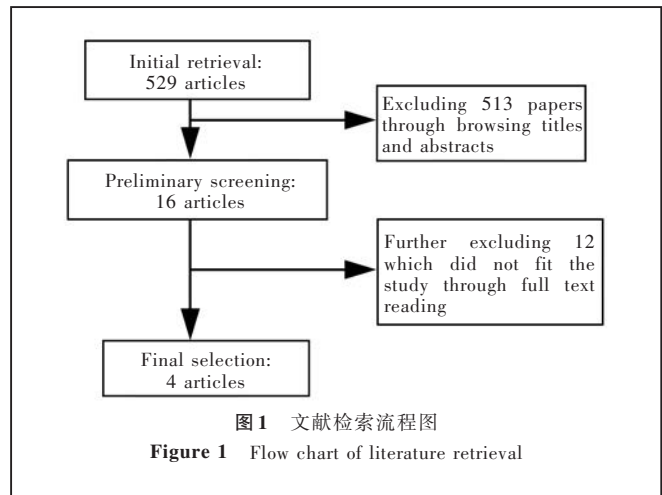 Initial retrieval:
529 articles
Excluding 513 papers
through browsing titles
and abstracts
Preliminary screening:
16 articles
Further excluding 12
which did not fit the
study through full text
reading
Final selection:
4 articles
图1 文献检索流程图
Figure 1 Flow chart of literature retrieval